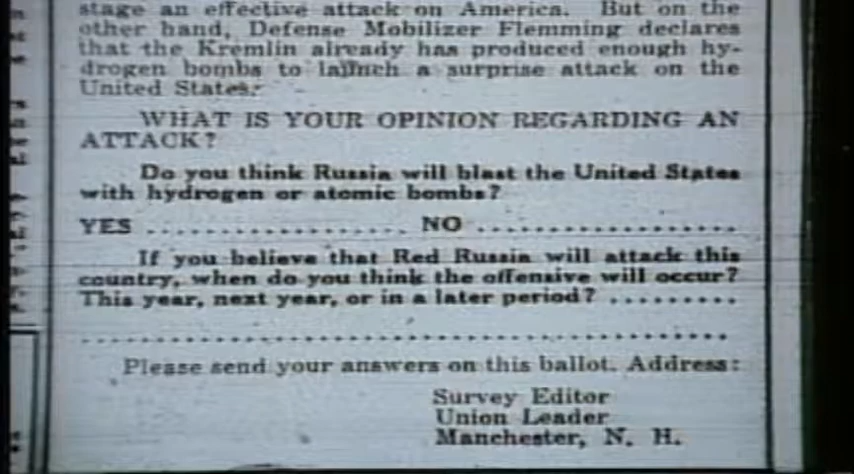 stage an effective attack on America. But on the
other hand, Defense Mobilizer Flemming declares
that the Kremlin already has produced enough hy-
drogen bombs to launch a surprise attack on the
United States.
WHAT IS YOUR OPINION REGARDING AN
ATTACK?
Do you think Russia will blast the United States
with hydrogen or atomic bombs?
YES .................... NO ....................
If you believe that Red Russia will attack this
country, when do you think the offensive will occur?
This year, next year, or in a later period? .........
....................................................
Please send your answers on this ballot. Address:
Survey Editor
Union Leader
Manchester, N. H.